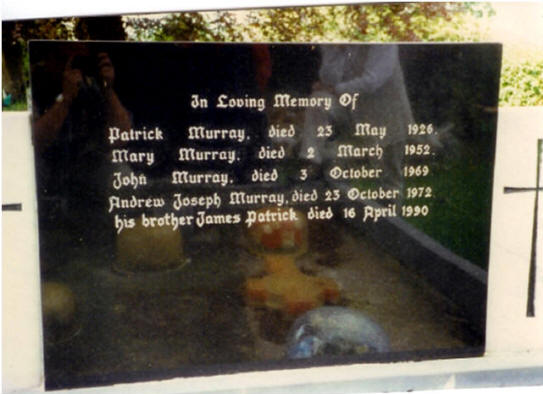 In Loving Memory Of
Patrick Murray, died 23 May 1926.
Mary Murray, died 2 March 1952.
John Murray, died 3 October 1969
Andrew Joseph Murray, died 23 October 1972
his brother James Patrick died 16 April 1990